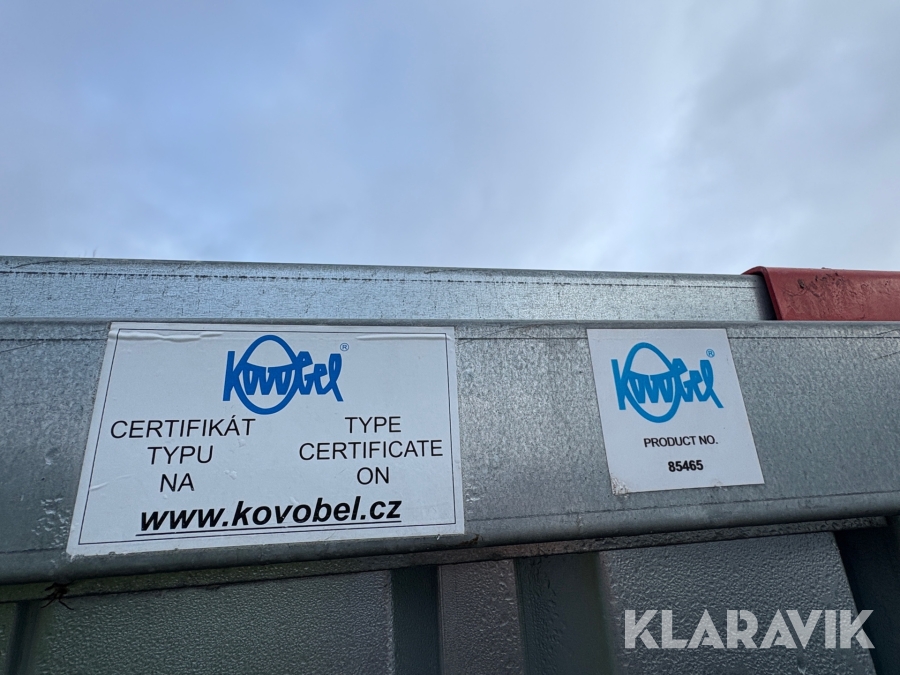 Kovobel®
CERTIFIKÁT
TYPU
NA
TYPE
CERTIFICATE
ON
www.kovobel.cz
Kovobel®
PRODUCT NO.
85465
KLARAVIK